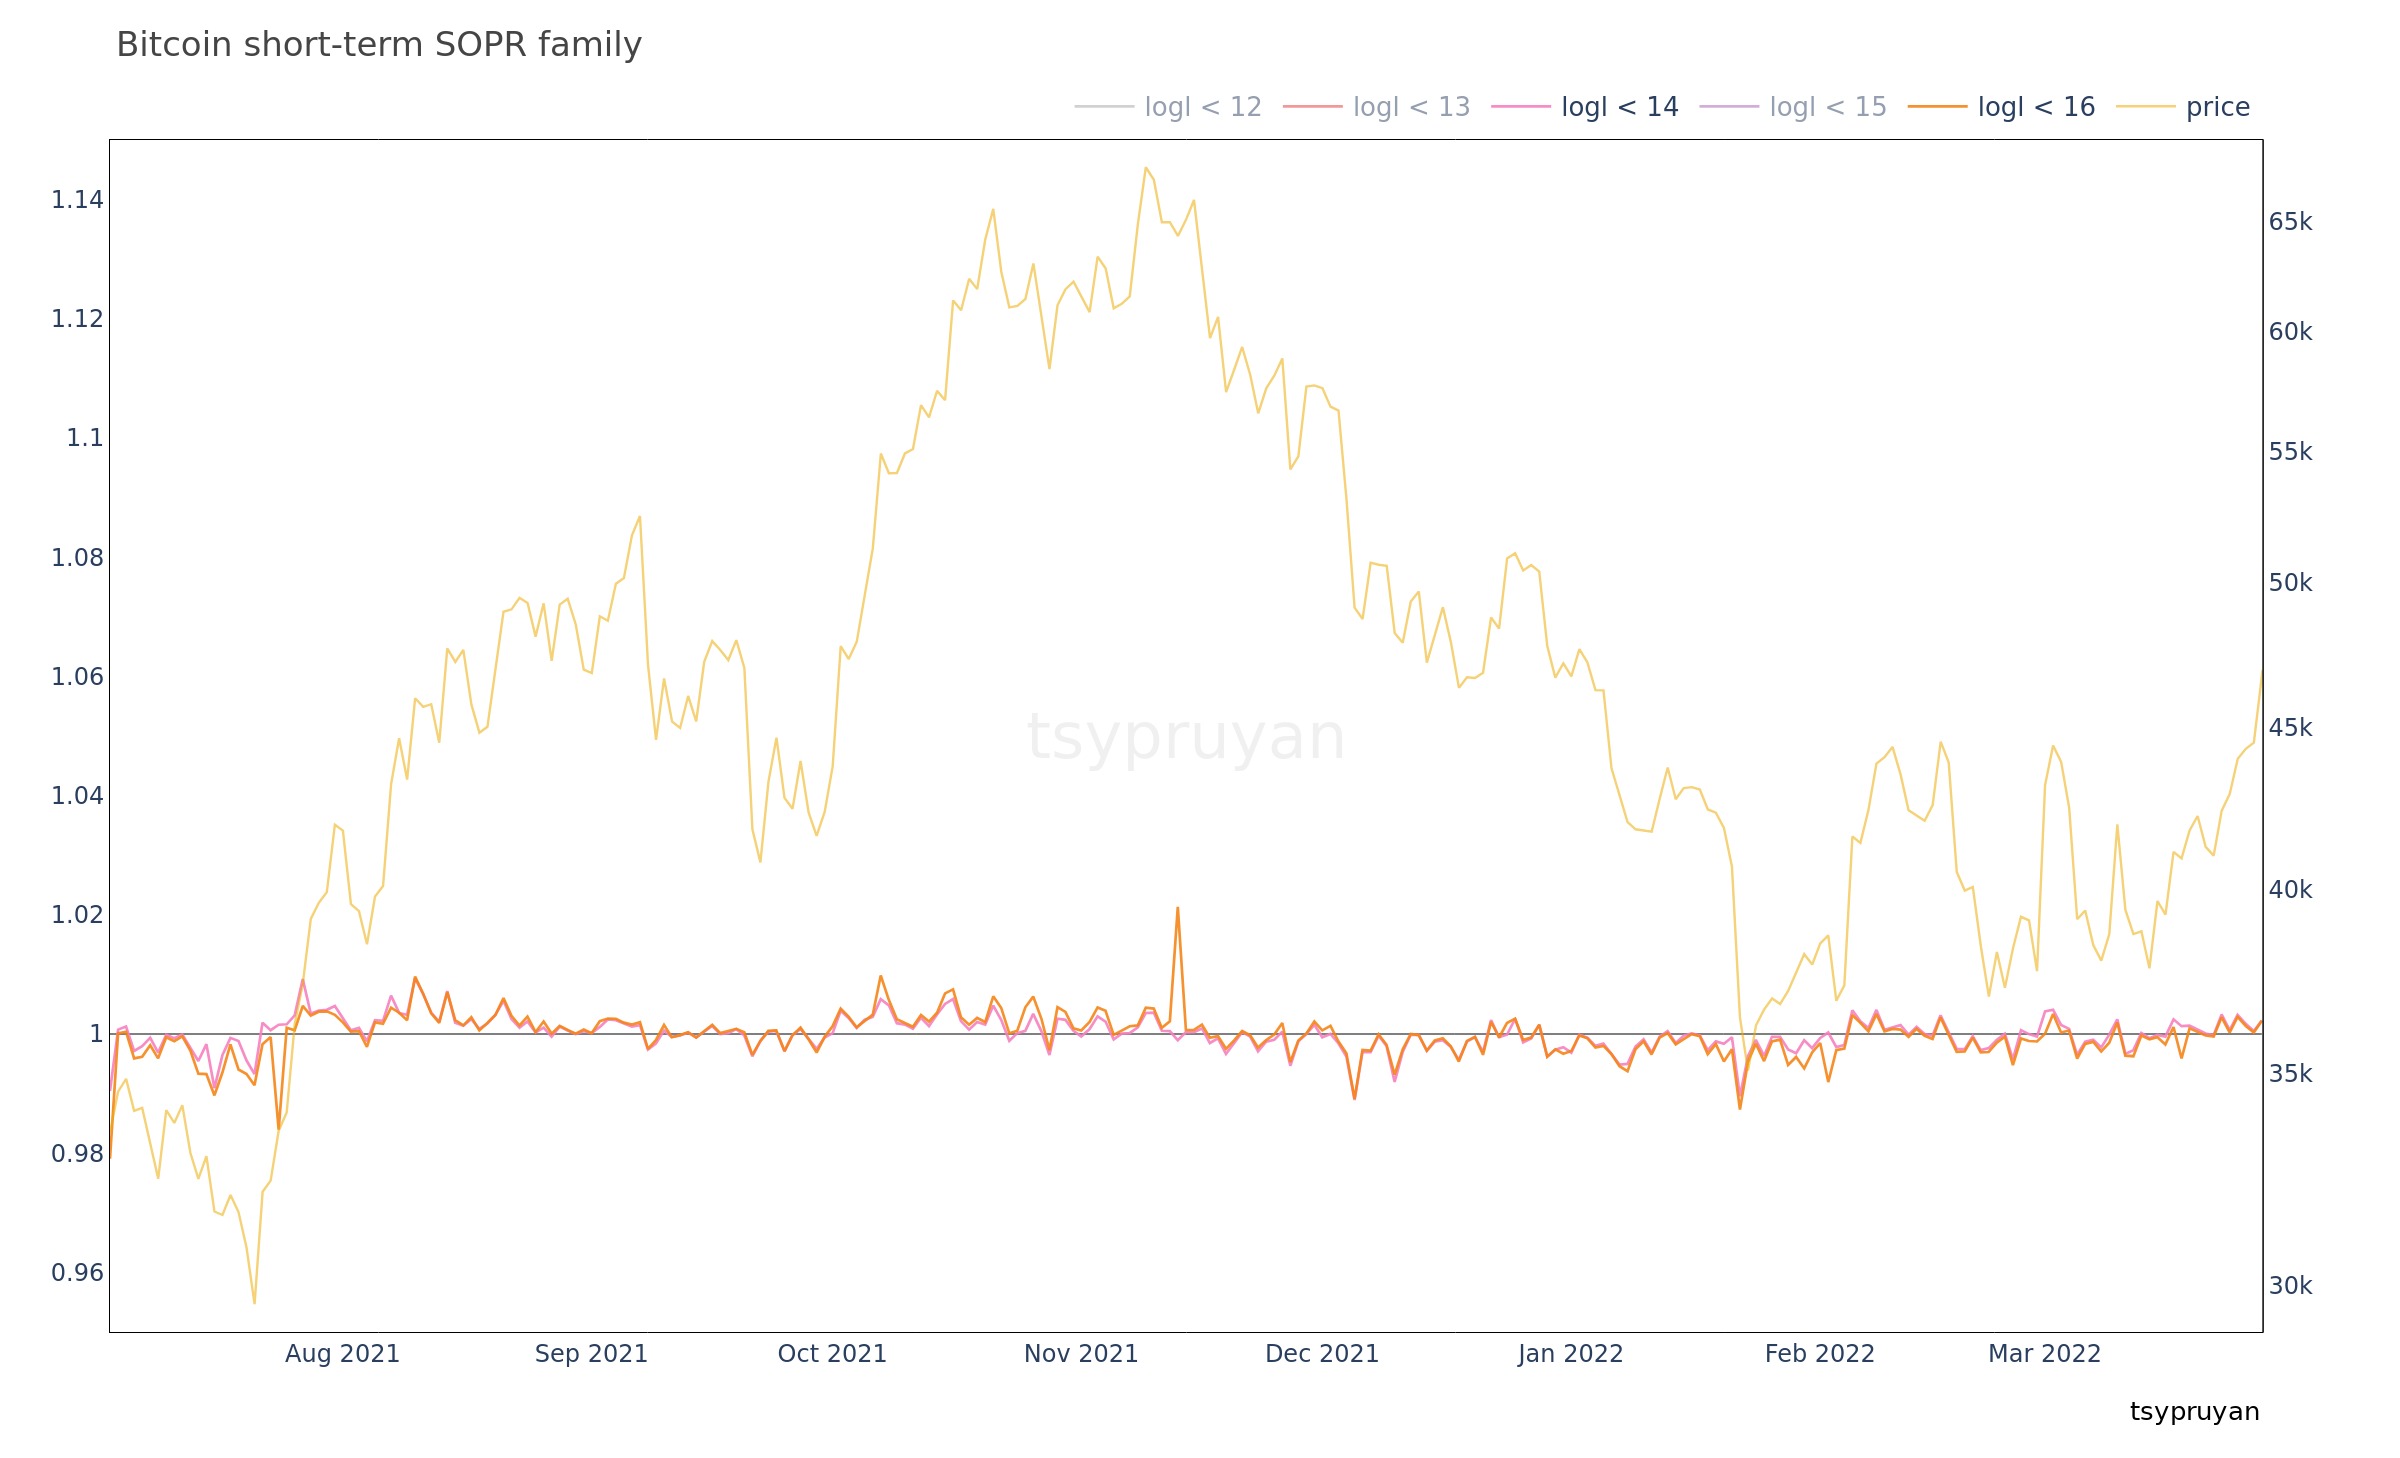 Bitcoin short-term SOPR family
logl < 12 logl < 13 logl < 14 logl < 15 logl < 16 price
1.14
1.12
1.1
1.08
1.06
1.04
1.02
1
0.98
0.96
65k
60k
55k
50k
45k
40k
35k
30k
tsypruyan
Aug 2021 Sep 2021 Oct 2021 Nov 2021 Dec 2021 Jan 2022 Feb 2022 Mar 2022
tsypruyan